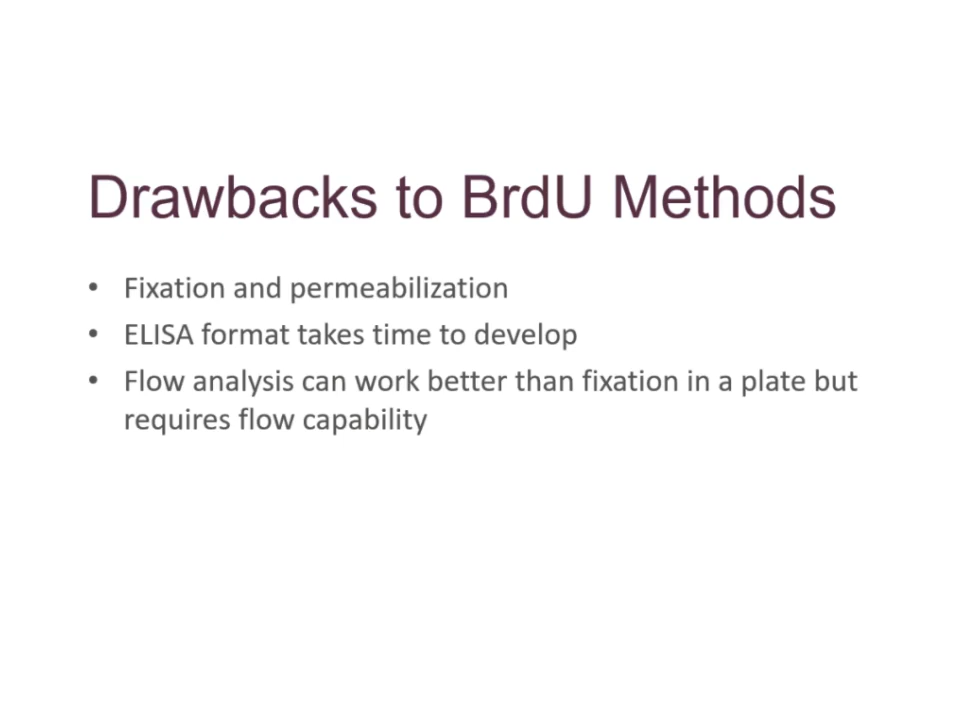 Drawbacks to BrdU Methods
• Fixation and permeabilization
• ELISA format takes time to develop
• Flow analysis can work better than fixation in a plate but
requires flow capability